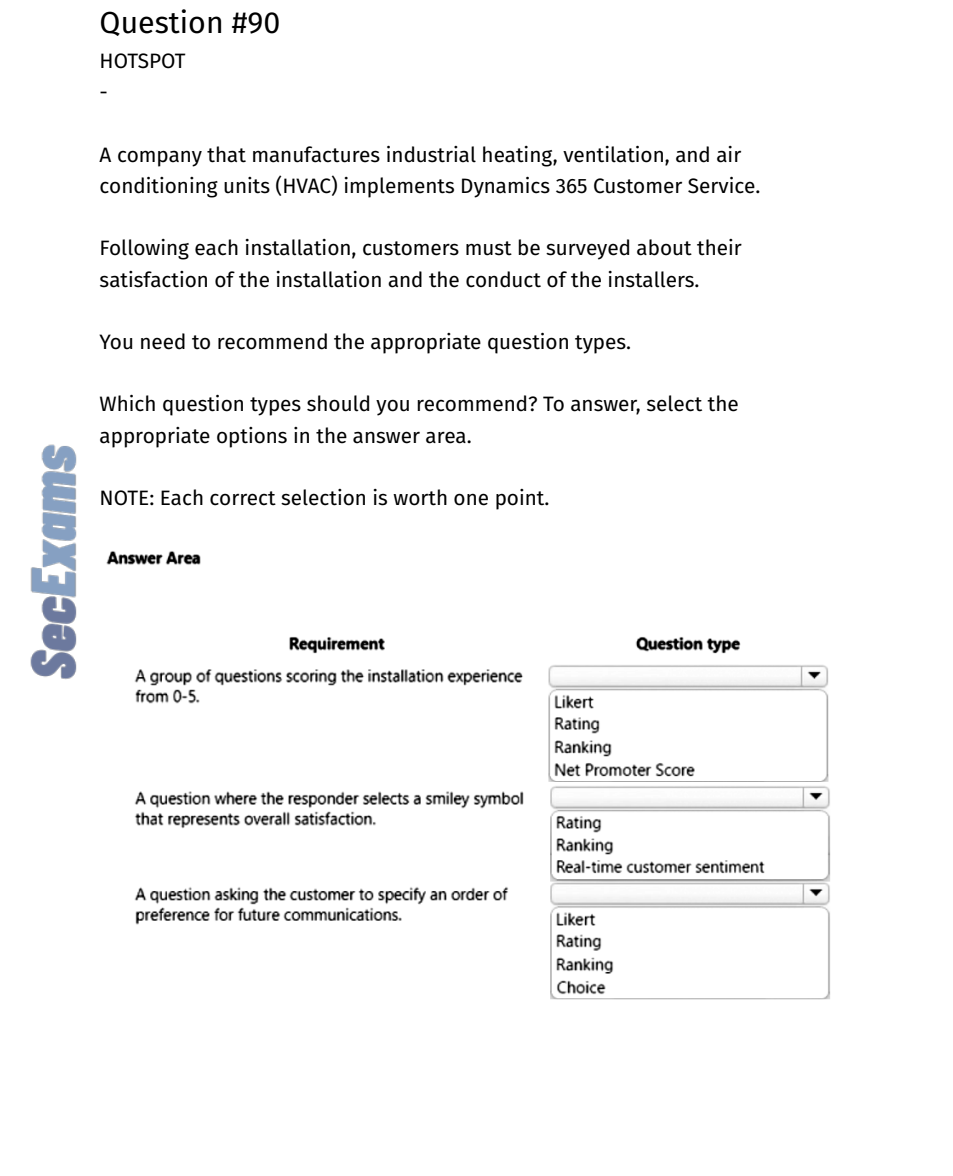 Question #90
HOTSPOT
-
A company that manufactures industrial heating, ventilation, and air
conditioning units (HVAC) implements Dynamics 365 Customer Service.
Following each installation, customers must be surveyed about their
satisfaction of the installation and the conduct of the installers.
You need to recommend the appropriate question types.
Which question types should you recommend? To answer, select the
appropriate options in the answer area.
NOTE: Each correct selection is worth one point.
SecExams
Answer Area
Requirement
Question type
A group of questions scoring the installation experience
from 0-5.
Likert
Rating
Ranking
Net Promoter Score
A question where the responder selects a smiley symbol
that represents overall satisfaction.
Rating
Ranking
Real-time customer sentiment
A question asking the customer to specify an order of
preference for future communications.
Likert
Rating
Ranking
Choice